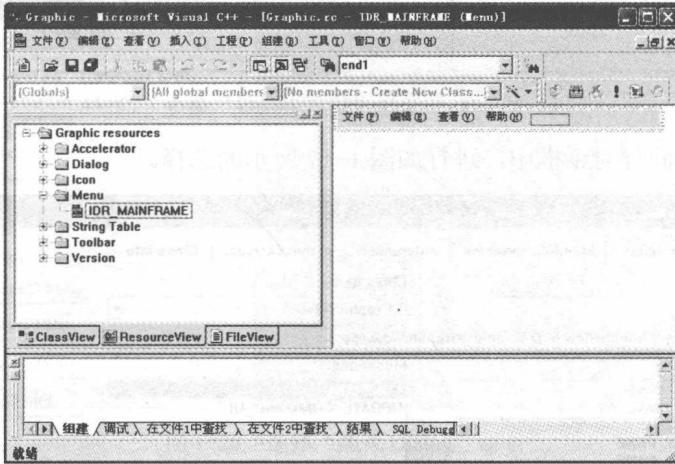 Graphic - Microsoft Visual C++ - [Graphic.rc - IDR_MAINFRAME (Menu)]
文件(F) 编辑(E) 查看(V) 插入(I) 工程(P) 组建(B) 工具(T) 窗口(W) 帮助(H)
end1
(Globals) (All global members (No members - Create New Class...
文件(F) 编辑(E) 查看(V) 帮助(H)
Graphic resources
Accelerator
Dialog
Icon
Menu
IDR_MAINFRAME
String Table
Toolbar
Version
ClassView ResourceView FileView
组建 调试 在文件1中查找 在文件2中查找 结果 SQL Debugg
就绪